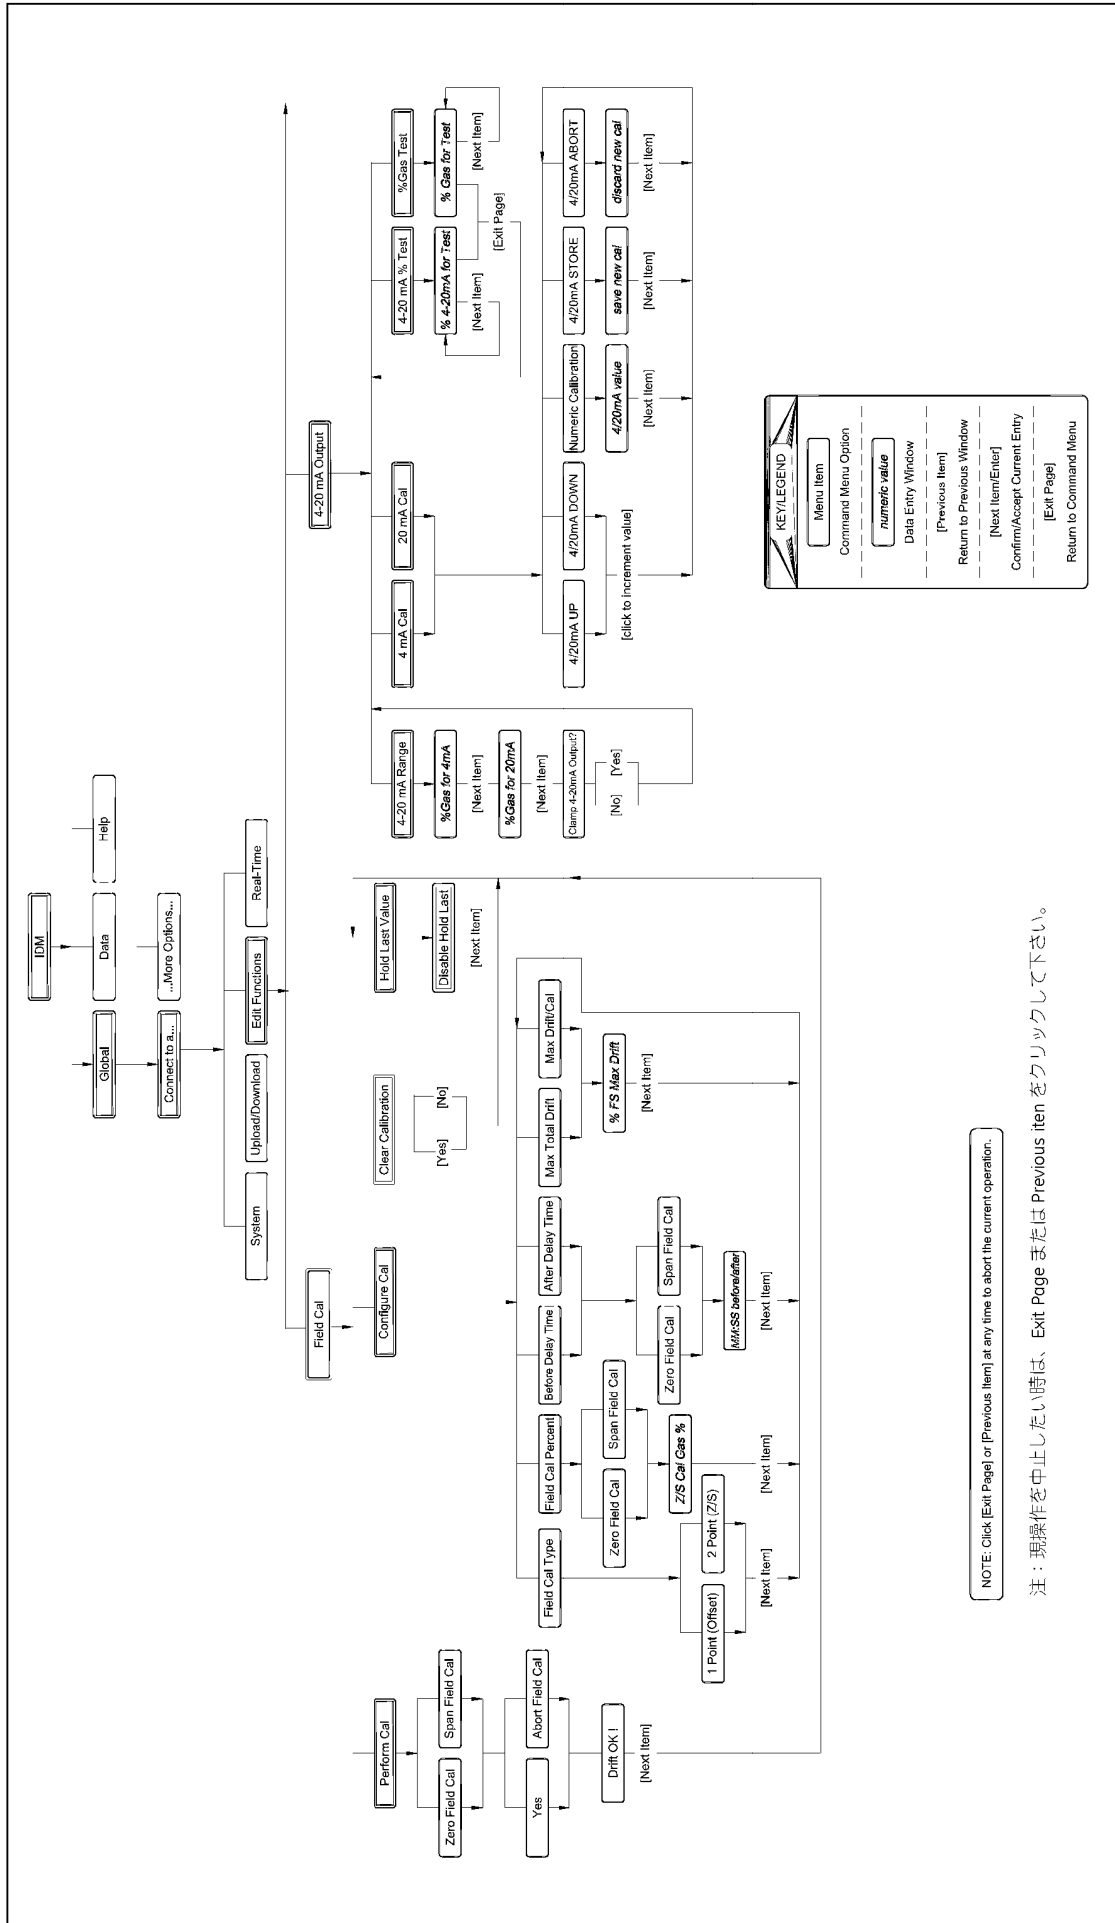 IDM
Global
Data
Help
Connect to a...
...More Options...
System
Upload/Download
Edit Functions
Real-Time
Field Cal
4-20 mA Output
Perform Cal
Configure Cal
Clear Calibration
Hold Last Value
4-20 mA Range
4 mA Cal
20 mA Cal
4-20 mA % Test
%Gas Test
Zero Field Cal
Span Field Cal
[Yes]
[No]
Disable Hold Last
[Next Item]
%Gas for 4mA
[Next Item]
%Gas for 20mA
[Next Item]
Clamp 4-20mA Output?
[No]
[Yes]
% 4-20mA for Test
% Gas for Test
[Next Item]
[Next Item]
[Exit Page]
Yes
Abort Field Cal
Drift OK !
[Next Item]
Field Cal Type
Field Cal Percent
Before Delay Time
After Delay Time
Max Total Drift
Max Drift/Cal
4/20mA UP
4/20mA DOWN
Numeric Calibration
4/20mA STORE
4/20mA ABORT
[click to increment value]
4/20mA value
save new cal
discard new cal
[Next Item]
[Next Item]
[Next Item]
Zero Field Cal
Span Field Cal
% FS Max Drift
[Next Item]
Zero Field Cal
Span Field Cal
Z/S Cal Gas %
MM:SS before/after
1 Point (Offset)
2 Point (Z/S)
[Next Item]
[Next Item]
[Next Item]
KEY/LEGEND
Menu Item
Command Menu Option
numeric value
Data Entry Window
[Previous Item]
Return to Previous Window
[Next Item/Enter]
Confirm/Accept Current Entry
[Exit Page]
Return to Command Menu
NOTE: Click [Exit Page] or [Previous Item] at any time to abort the current operation.
注：現操作を中止したい時は、Exit Page または Previous iten をクリックして下さい。